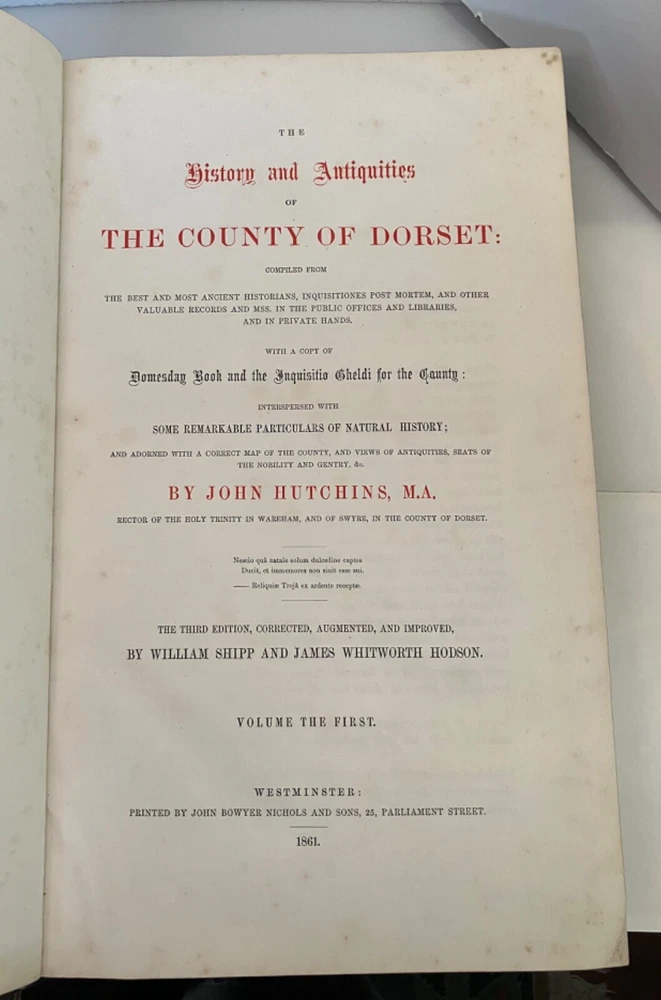 THE
History and Antiquities
OF
THE COUNTY OF DORSET:
COMPILED FROM
THE BEST AND MOST ANCIENT HISTORIANS, INQUISITIONES POST MORTEM, AND OTHER
VALUABLE RECORDS AND MSS. IN THE PUBLIC OFFICES AND LIBRARIES,
AND IN PRIVATE HANDS.
WITH A COPY OF
Domesday Book and the Inquisitio Gheldi for the County:
INTERSPERSED WITH
SOME REMARKABLE PARTICULARS OF NATURAL HISTORY;
AND ADORNED WITH A CORRECT MAP OF THE COUNTY, AND VIEWS OF ANTIQUITIES, SEATS OF
THE NOBILITY AND GENTRY, &c.
BY JOHN HUTCHINS, M.A.
RECTOR OF THE HOLY TRINITY IN WAREHAM, AND OF SWYRE, IN THE COUNTY OF DORSET.
Nescio quâ natale solum dulcedine captos
Ducit, et immemores non sinit esse sui.
—— Reliquiæ Trojâ ex ardente receptæ.
THE THIRD EDITION, CORRECTED, AUGMENTED, AND IMPROVED,
BY WILLIAM SHIPP AND JAMES WHITWORTH HODSON.
VOLUME THE FIRST.
WESTMINSTER:
PRINTED BY JOHN BOWYER NICHOLS AND SONS, 25, PARLIAMENT STREET.
1861.